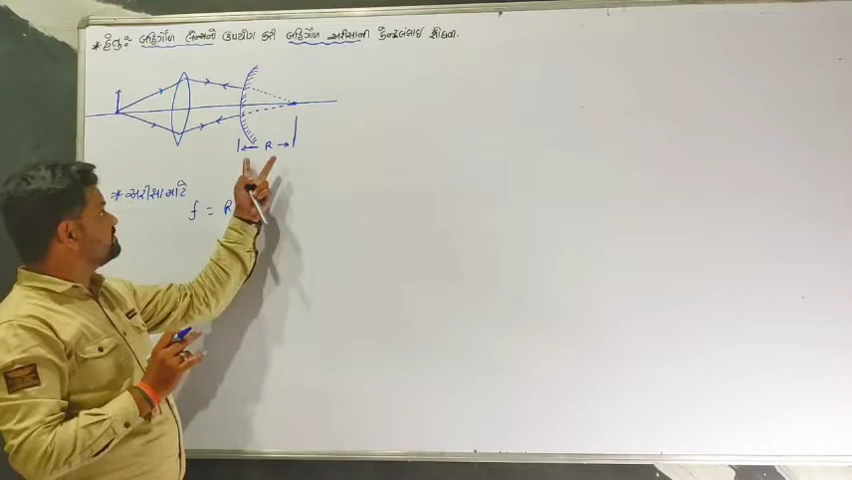 * હેતુ : બહિર્ગોળ લેન્સનો ઉપયોગ કરી બહિર્ગોળ અરીસાની કેન્દ્રલંબાઈ શોધવી.
R
* અરીસા માટે
f = R